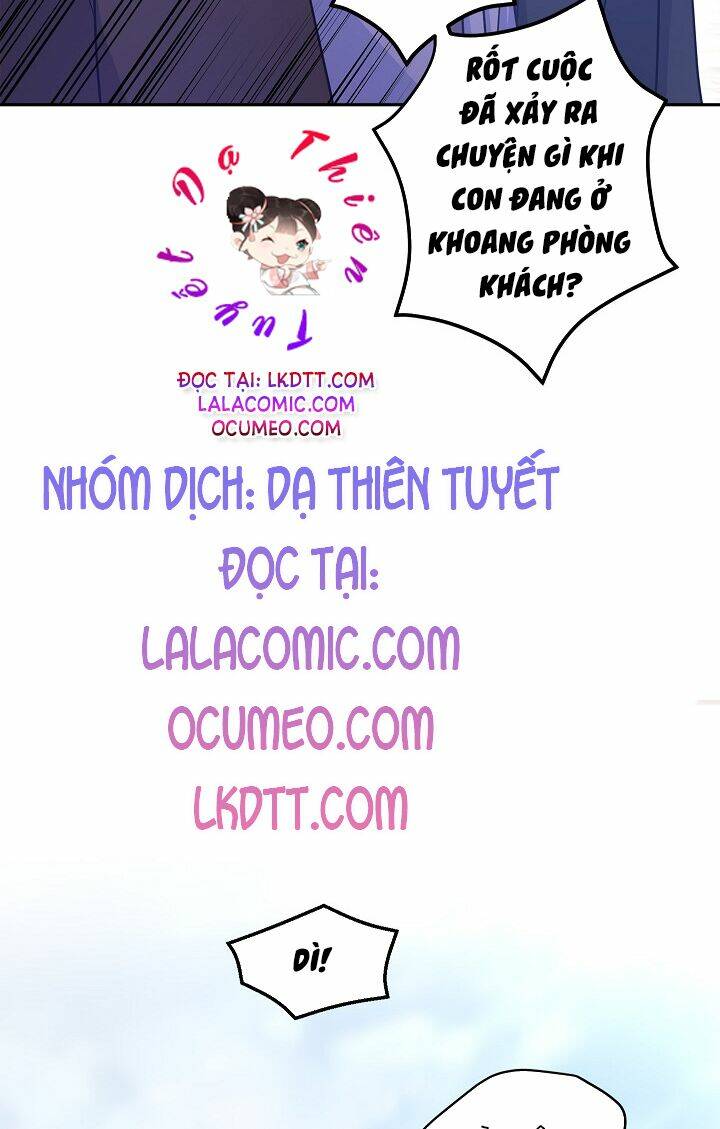 RỐT CUỘC
ĐÃ XẢY RA
CHUYỆN GÌ KHI
CON ĐANG Ở
KHOANG PHÒNG
KHÁCH?
Dạ Thiên Tuyết
ĐỌC TẠI: LKDTT.COM
LALACOMIC.COM
OCUMEO.COM
NHÓM DỊCH: DẠ THIÊN TUYẾT
ĐỌC TẠI:
LALACOMIC.COM
OCUMEO.COM
LKDTT.COM
DÌ!